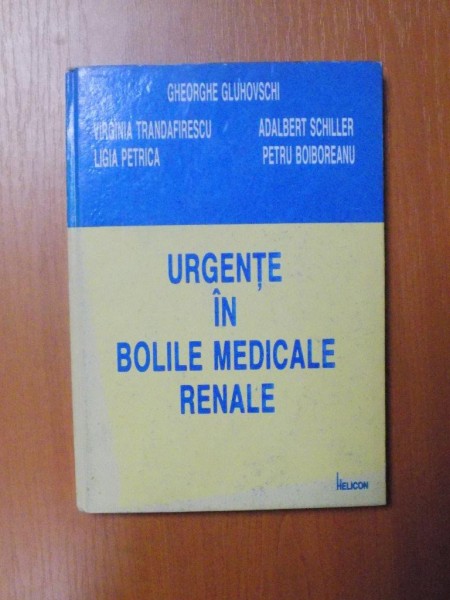 GHEORGHE GLUHOVSCHI
VIRGINIA TRANDAFIRESCU ADALBERT SCHILLER
LIGIA PETRICA PETRU BOIBOREANU
URGENȚE
ÎN
BOLILE MEDICALE
RENALE
HELICON